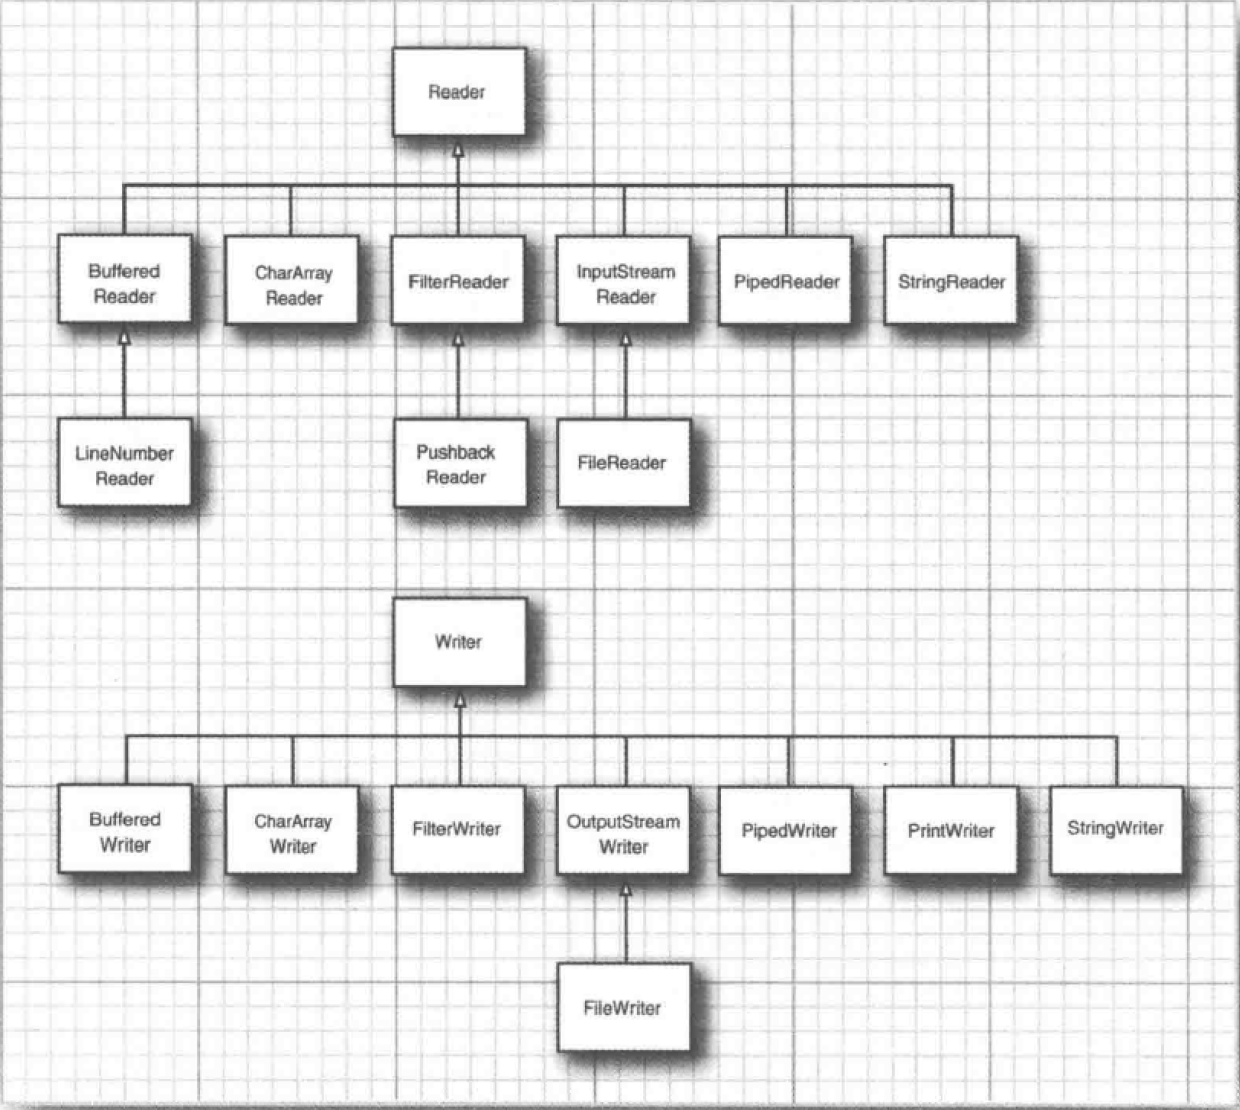 Reader
Buffered
Reader
CharArray
Reader
FilterReader
InputStream
Reader
PipedReader
StringReader
LineNumber
Reader
Pushback
Reader
FileReader
Writer
Buffered
Writer
CharArray
Writer
FilterWriter
OutputStream
Writer
PipedWriter
PrintWriter
StringWriter
FileWriter